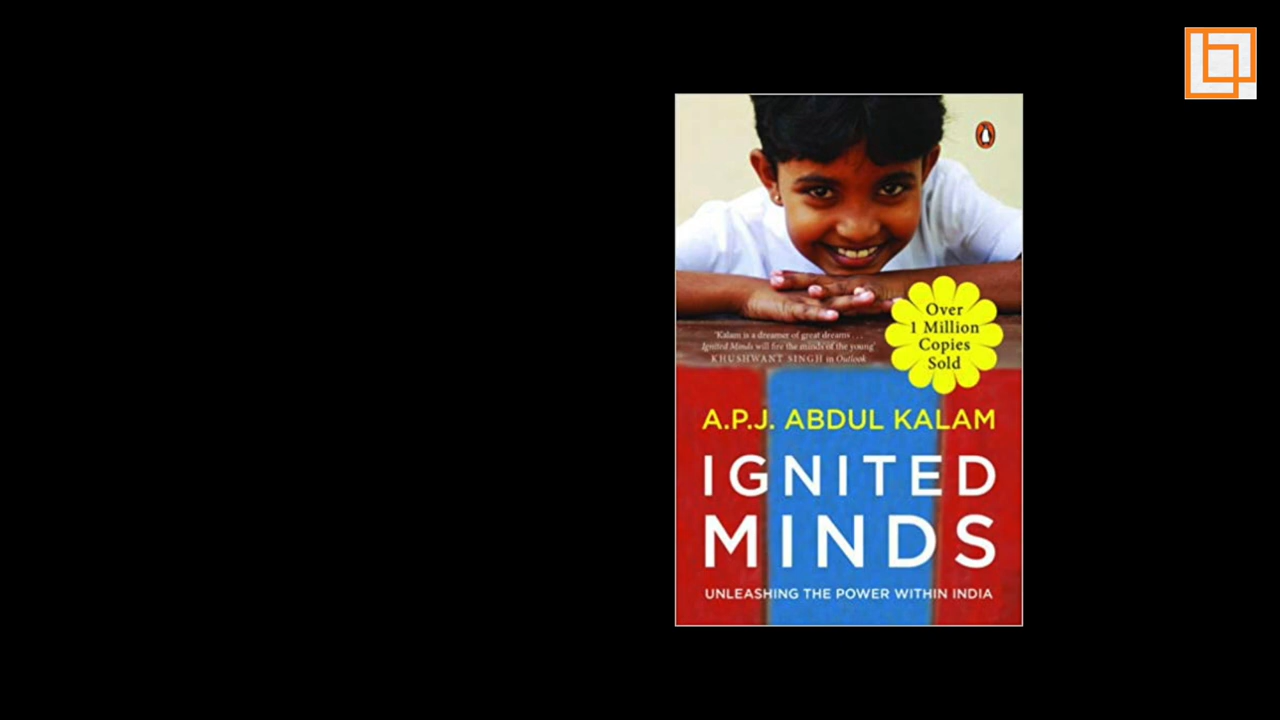 "Kalam is a dreamer of great dreams . . .
Ignited Minds will fire the minds of the young'
KHUSHWANT SINGH in Outlook
Over
1 Million
Copies
Sold
A.P.J. ABDUL KALAM
IGNITED
MINDS
UNLEASHING THE POWER WITHIN INDIA